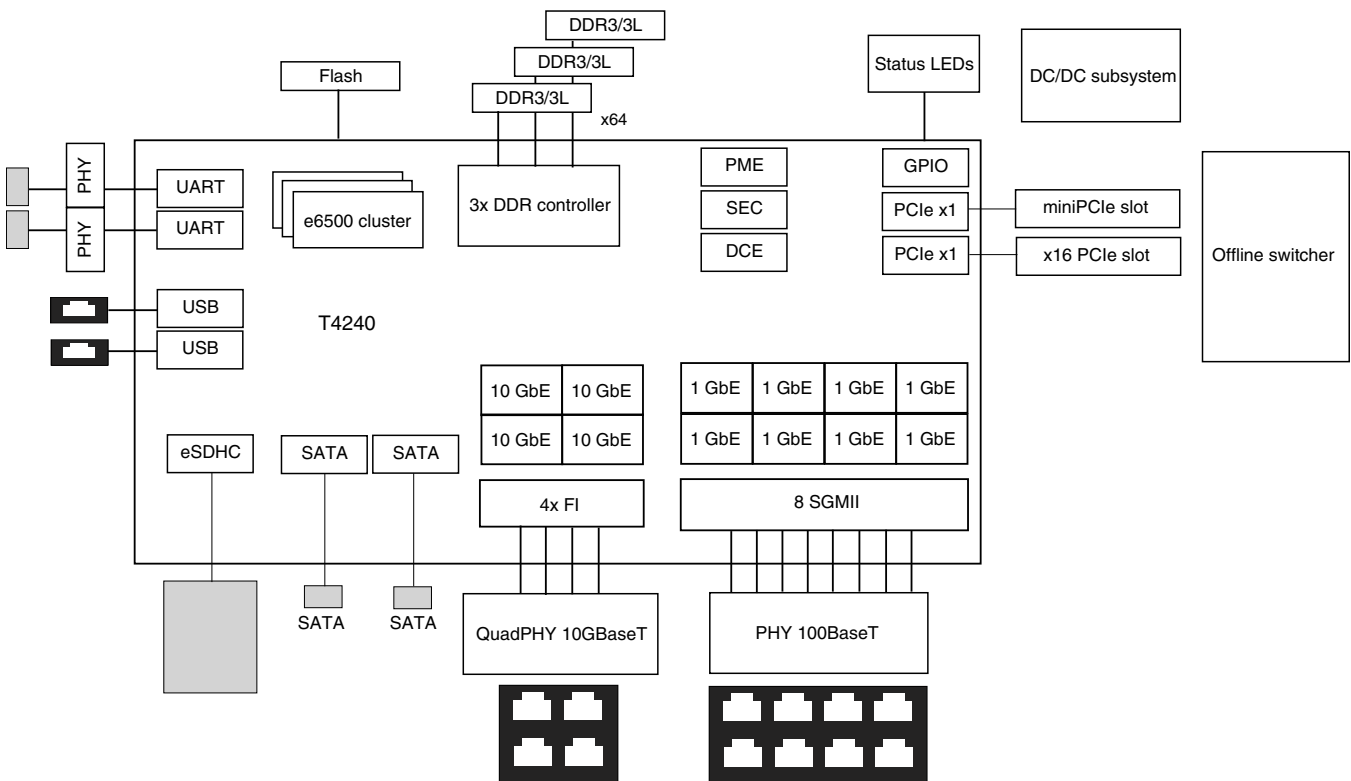 DDR3/3L
DDR3/3L
DDR3/3L
x64
Flash
Status LEDs
DC/DC subsystem
PHY
PHY
UART
UART
e6500 cluster
3x DDR controller
PME
SEC
DCE
GPIO
PCIe x1
PCIe x1
miniPCIe slot
x16 PCIe slot
Offline switcher
USB
USB
T4240
10 GbE 10 GbE
10 GbE 10 GbE
1 GbE 1 GbE 1 GbE 1 GbE
1 GbE 1 GbE 1 GbE 1 GbE
eSDHC
SATA
SATA
4x FI
8 SGMII
SATA
SATA
QuadPHY 10GBaseT
PHY 100BaseT